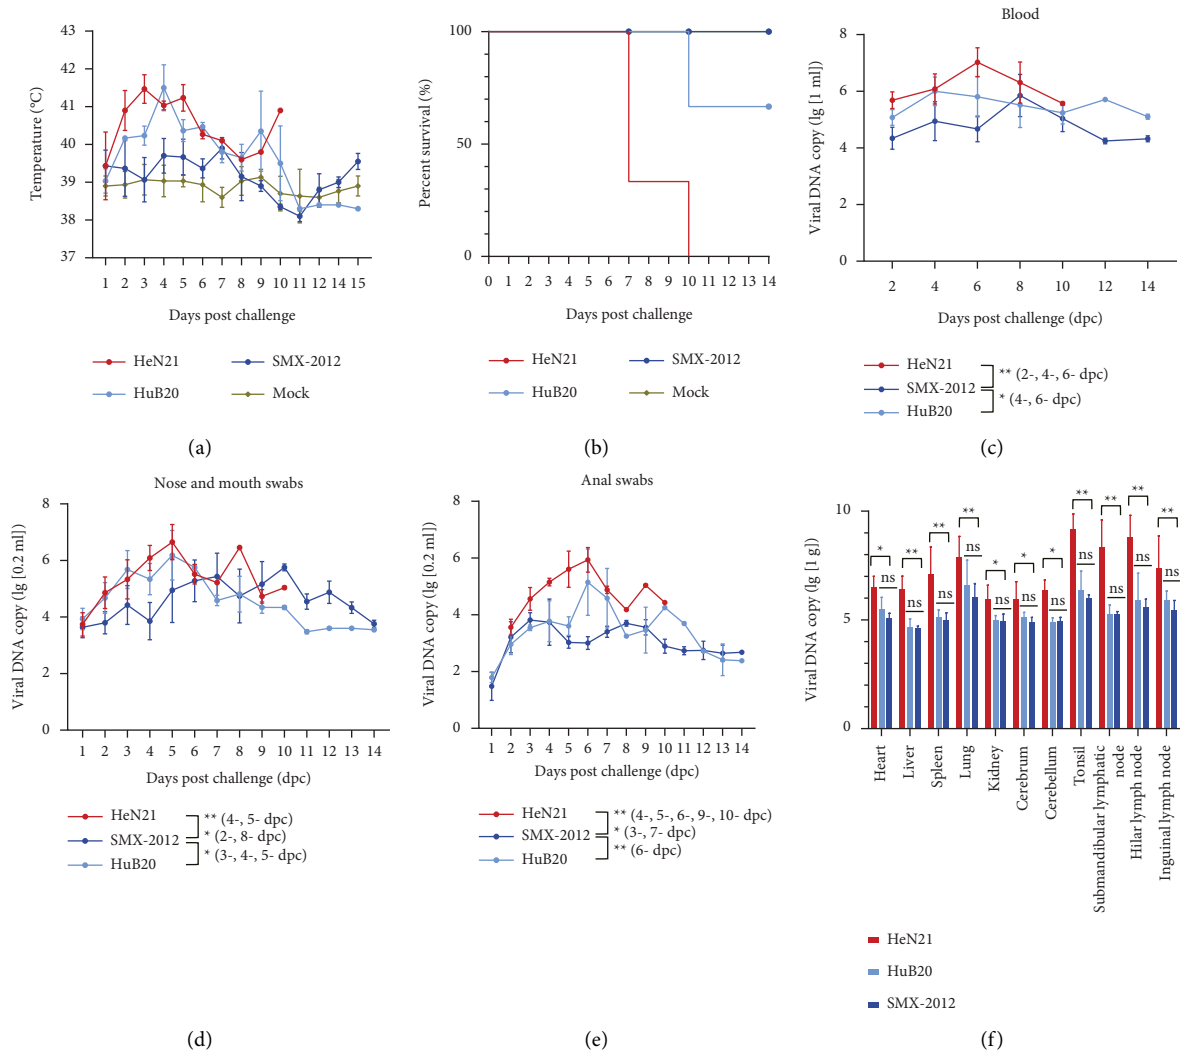 43
42
41
40
39
38
37
Temperature (°C)
1 2 3 4 5 6 7 8 9 10 11 12 14 15
Days post challenge
HeN21
SMX-2012
HuB20
Mock
(a)
100
50
0
Percent survival (%)
0 1 2 3 4 5 6 7 8 9 10 11 12 13 14
Days post challenge
HeN21
SMX-2012
HuB20
Mock
(b)
Blood
8
6
4
2
0
Viral DNA copy (lg [1 ml])
2 4 6 8 10 12 14
Days post challenge (dpc)
HeN21
** (2-, 4-, 6- dpc)
SMX-2012
* (4-, 6- dpc)
HuB20
(c)
Nose and mouth swabs
8
6
4
2
0
Viral DNA copy (lg [0.2 ml])
1 2 3 4 5 6 7 8 9 10 11 12 13 14
Days post challenge (dpc)
HeN21
** (4-, 5- dpc)
SMX-2012
* (2-, 8- dpc)
* (3-, 4-, 5- dpc)
HuB20
(d)
Anal swabs
8
6
4
2
0
Viral DNA copy (lg [0.2 ml])
1 2 3 4 5 6 7 8 9 10 11 12 13 14
Days post challenge (dpc)
HeN21
** (4-, 5-, 6-, 9-, 10- dpc)
SMX-2012
* (3-, 7- dpc)
** (6- dpc)
HuB20
(e)
10
5
0
Viral DNA copy (lg [1 g])
* ** ** ** * * * ** ** ** **
ns ns ns ns ns ns ns ns ns ns ns
Heart
Liver
Spleen
Lung
Kidney
Cerebrum
Cerebellum
Tonsil
Submandibular lymphatic
node
Hilar lymph node
Inguinal lymph node
HeN21
HuB20
SMX-2012
(f)